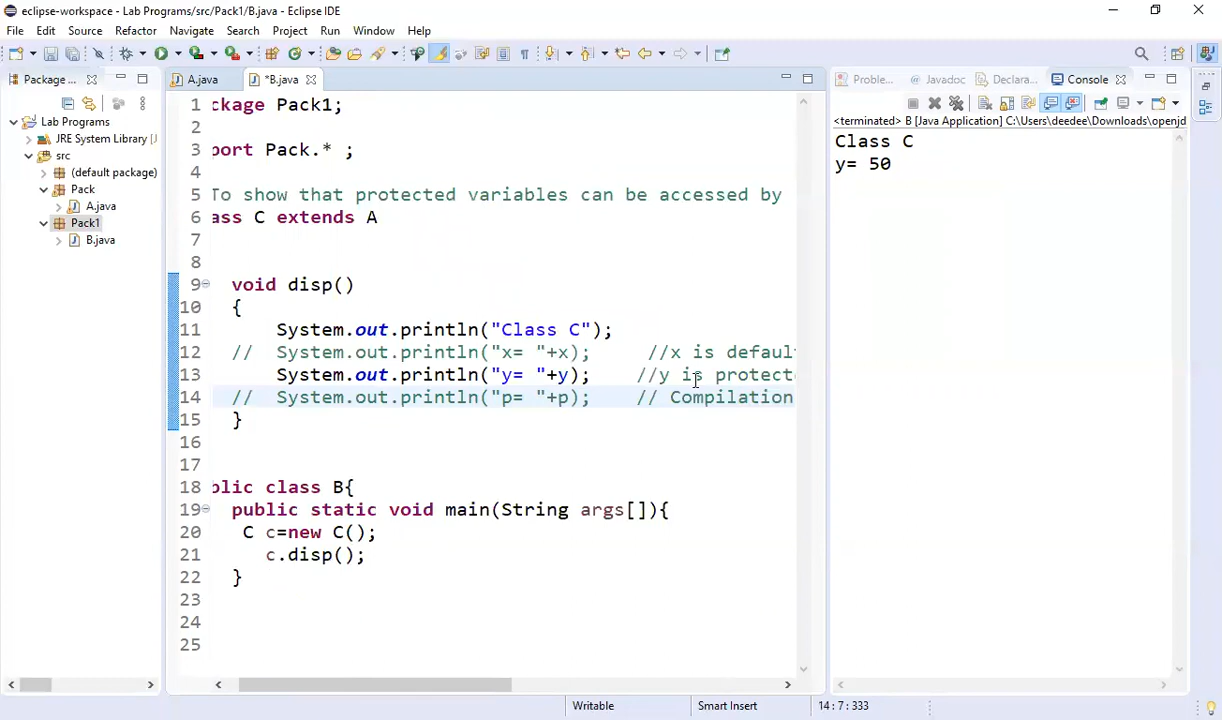 eclipse-workspace - Lab Programs/src/Pack1/B.java - Eclipse IDE
File Edit Source Refactor Navigate Search Project Run Window Help
Package ...
A.java
*B.java
Proble...
Javadoc
Declara...
Console
Lab Programs
JRE System Library [J
src
(default package)
Pack
A.java
Pack1
B.java
1 ckage Pack1;
2
3 port Pack.* ;
4
5 To show that protected variables can be accessed by
6 ass C extends A
7
8
9 void disp()
10 {
11 System.out.println("Class C");
12 // System.out.println("x= "+x); //x is defaul
13 System.out.println("y= "+y); //y is protect
14 // System.out.println("p= "+p); // Compilation
15 }
16
17
18 blic class B{
19 public static void main(String args[]){
20 C c=new C();
21 c.disp();
22 }
23
24
25
<terminated> B [Java Application] C:\Users\deedee\Downloads\openjd
Class C
y= 50
Writable
Smart Insert
14 : 7 : 333